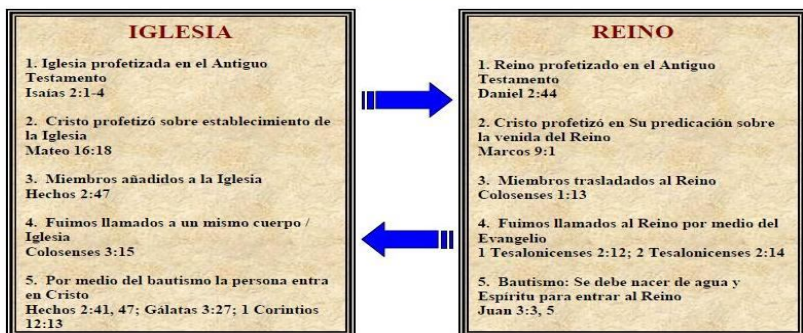 IGLESIA
1. Iglesia profetizada en el Antiguo
Testamento
Isaías 2:1-4
2. Cristo profetizó sobre establecimiento de
la Iglesia
Mateo 16:18
3. Miembros añadidos a la Iglesia
Hechos 2:47
4. Fuimos llamados a un mismo cuerpo /
Iglesia
Colosenses 3:15
5. Por medio del bautismo la persona entra
en Cristo
Hechos 2:41, 47; Gálatas 3:27; 1 Corintios
12:13
REINO
1. Reino profetizado en el Antiguo
Testamento
Daniel 2:44
2. Cristo profetizó en Su predicación sobre
la venida del Reino
Marcos 9:1
3. Miembros trasladados al Reino
Colosenses 1:13
4. Fuimos llamados al Reino por medio del
Evangelio
1 Tesalonicenses 2:12; 2 Tesalonicenses 2:14
5. Bautismo: Se debe nacer de agua y
Espíritu para entrar al Reino
Juan 3:3, 5